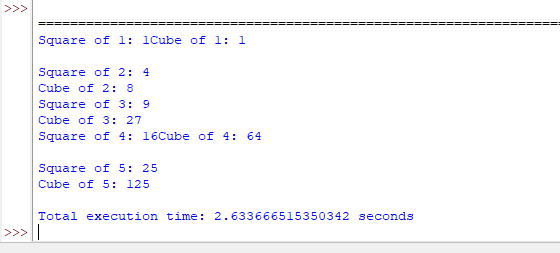 >>>
======================================================================
Square of 1: 1Cube of 1: 1
Square of 2: 4
Cube of 2: 8
Square of 3: 9
Cube of 3: 27
Square of 4: 16Cube of 4: 64
Square of 5: 25
Cube of 5: 125
Total execution time: 2.633666515350342 seconds
>>>